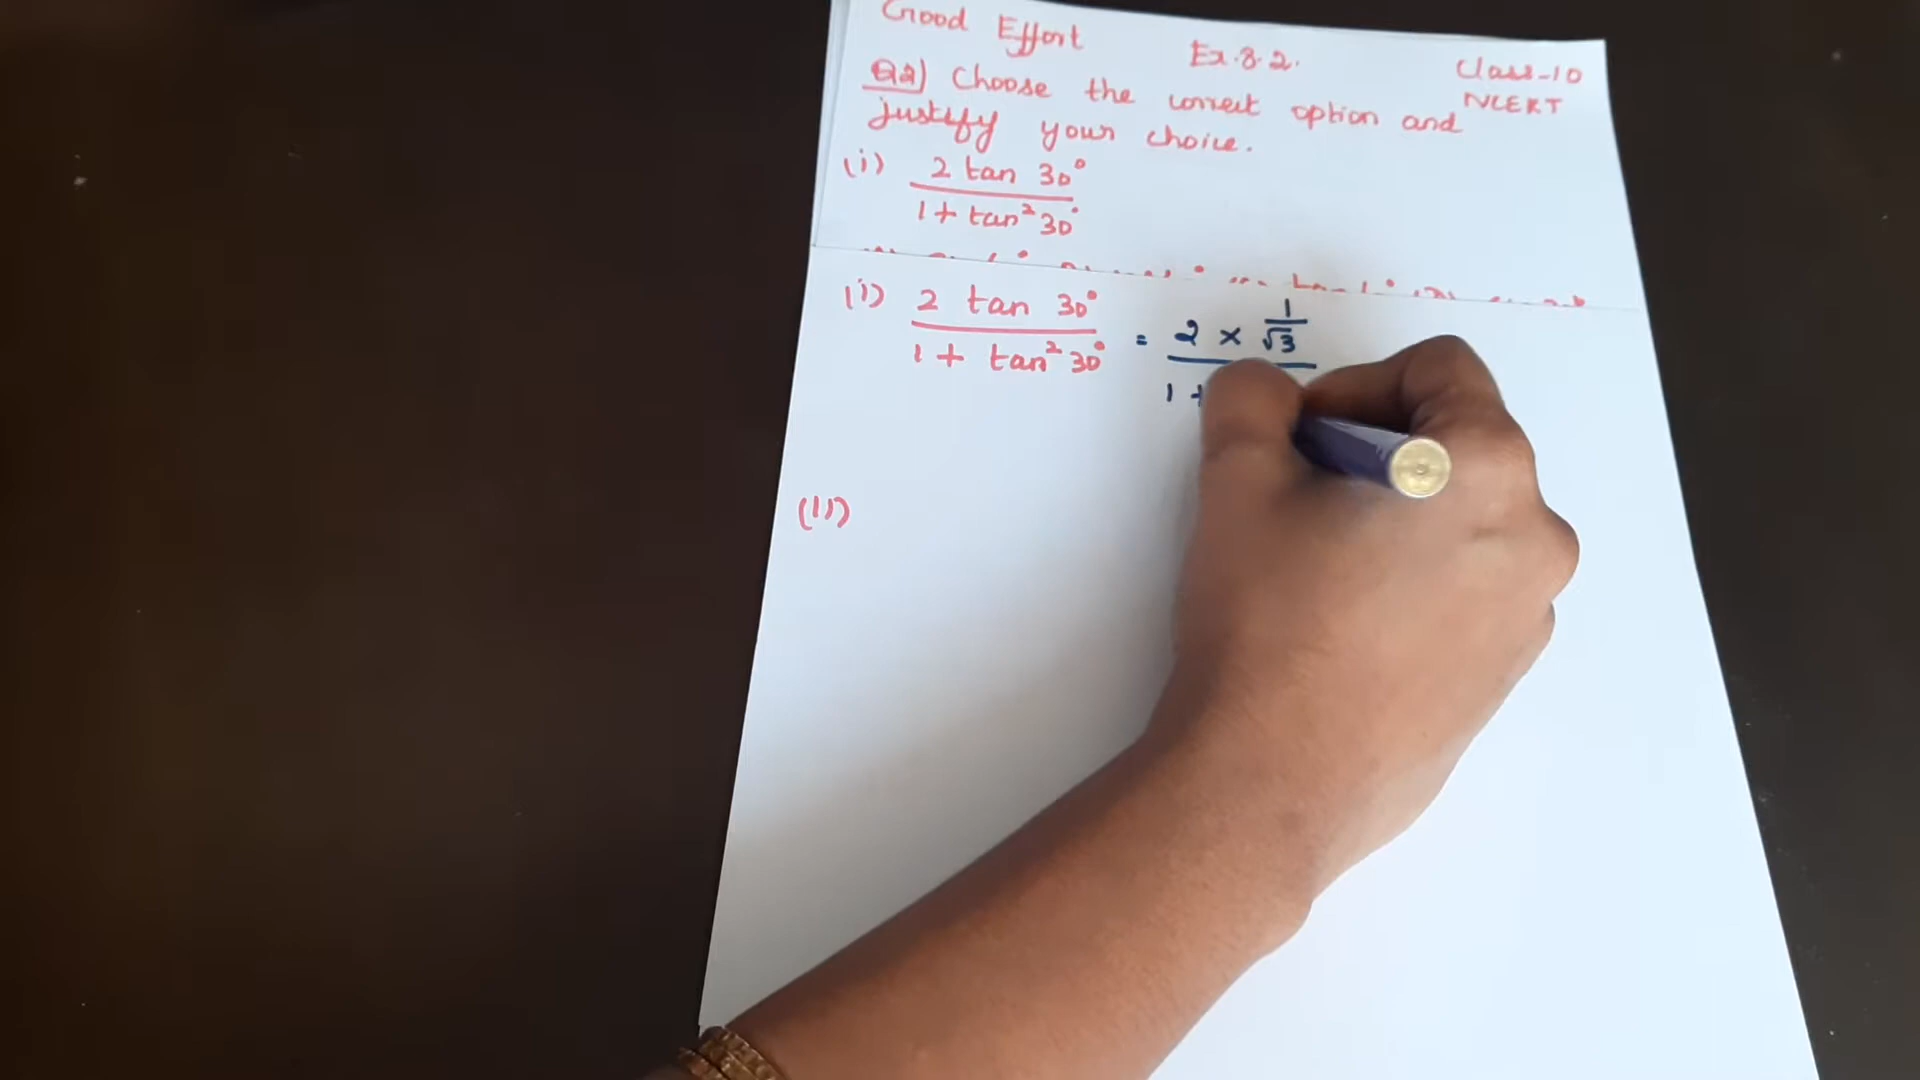 Good Effort Ex.8.2. Class-10
NCERT
Q2) Choose the correct option and
justify your choice.
(i) 2 tan 30°
1 + tan² 30°
(i) 2 tan 30° = 2 × 1/√3
1 + tan² 30° 1 +
(ii)